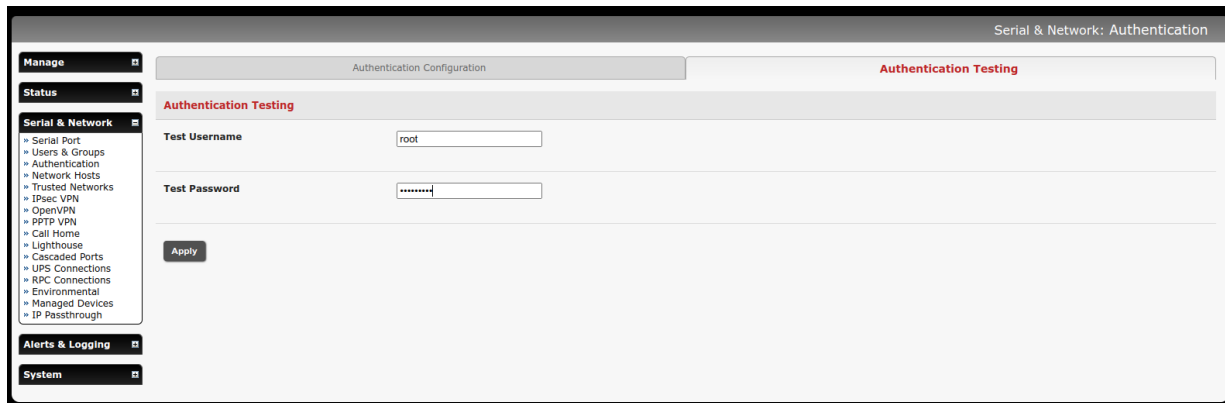 Serial & Network: Authentication
Manage
Status
Serial & Network
» Serial Port
» Users & Groups
» Authentication
» Network Hosts
» Trusted Networks
» IPsec VPN
» OpenVPN
» PPTP VPN
» Call Home
» Lighthouse
» Cascaded Ports
» UPS Connections
» RPC Connections
» Environmental
» Managed Devices
» IP Passthrough
Alerts & Logging
System
Authentication Configuration
Authentication Testing
Authentication Testing
Test Username
root
Test Password
•••••••••
Apply